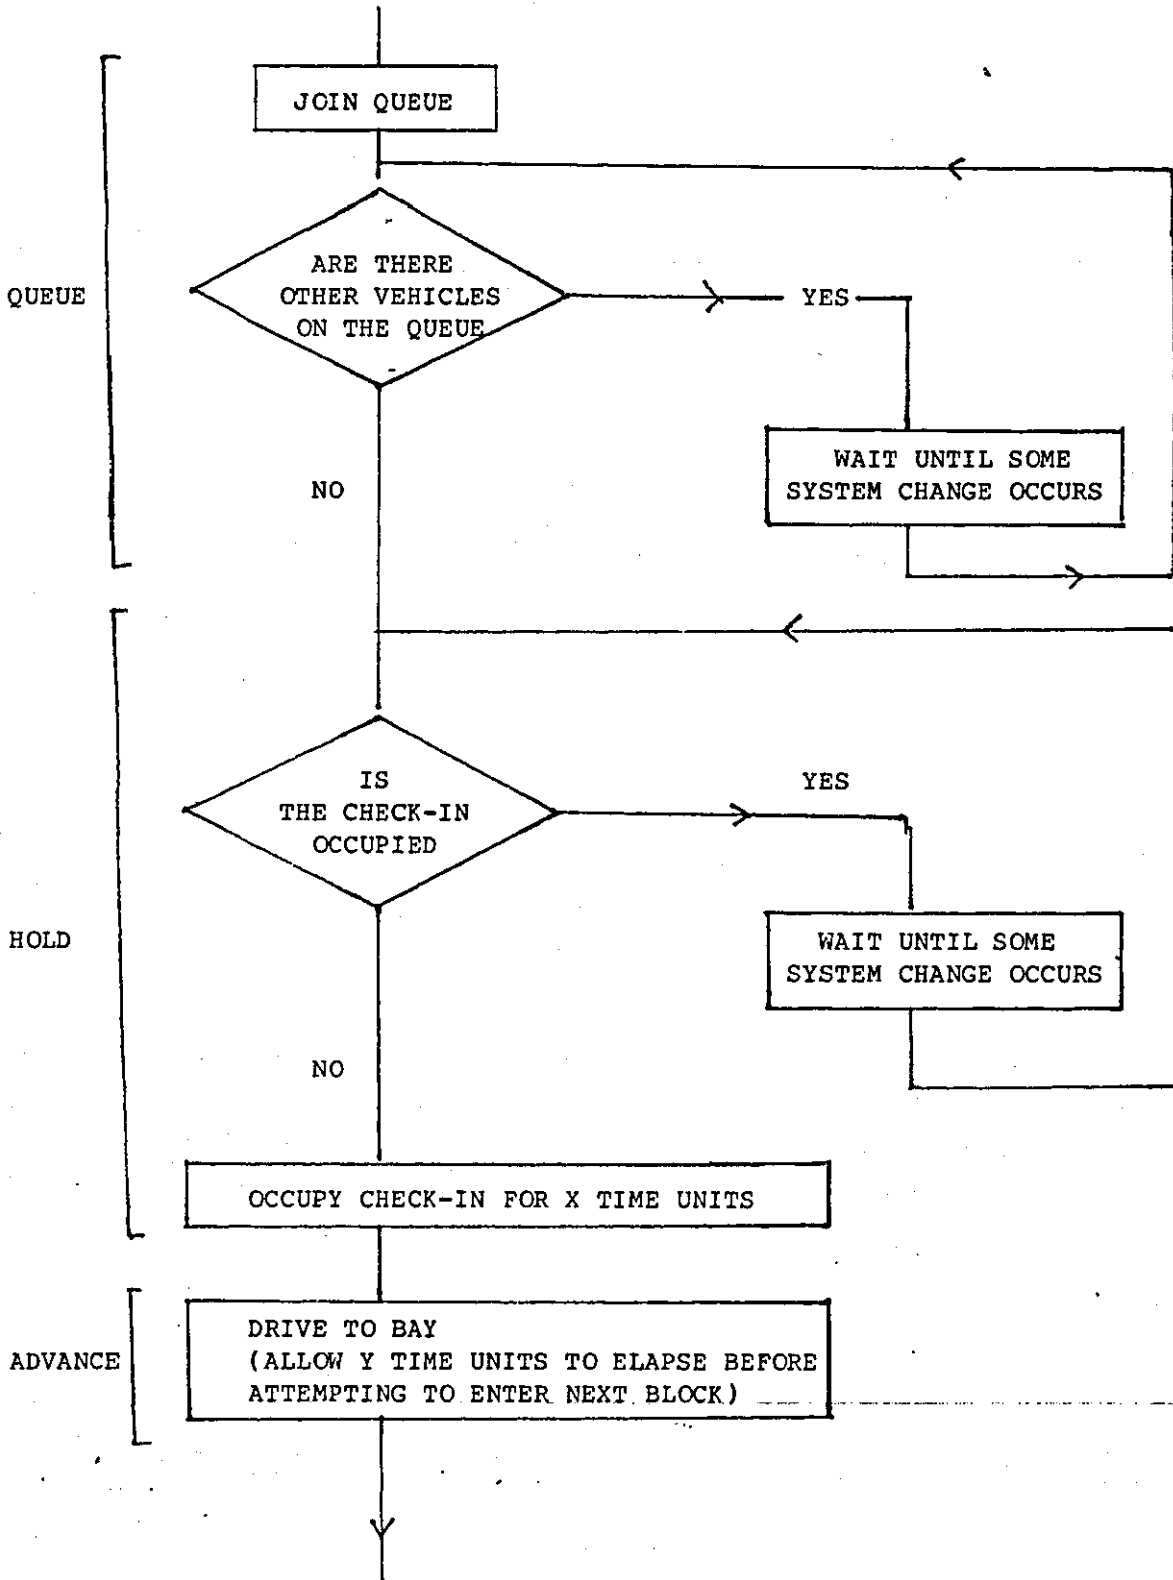 JOIN QUEUE
QUEUE
ARE THERE
OTHER VEHICLES
ON THE QUEUE
YES
WAIT UNTIL SOME
SYSTEM CHANGE OCCURS
NO
HOLD
IS
THE CHECK-IN
OCCUPIED
YES
WAIT UNTIL SOME
SYSTEM CHANGE OCCURS
NO
OCCUPY CHECK-IN FOR X TIME UNITS
ADVANCE
DRIVE TO BAY
(ALLOW Y TIME UNITS TO ELAPSE BEFORE
ATTEMPTING TO ENTER NEXT BLOCK)